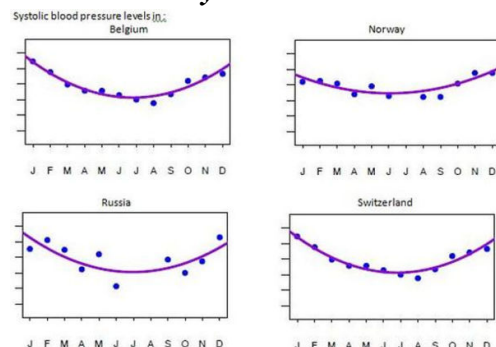 Systolic blood pressure levels in :
Belgium
Norway
J F M A M J J A S O N D
J F M A M J J A S O N D
Russia
Switzerland
J F M A M J J A S O N D
J F M A M J J A S O N D